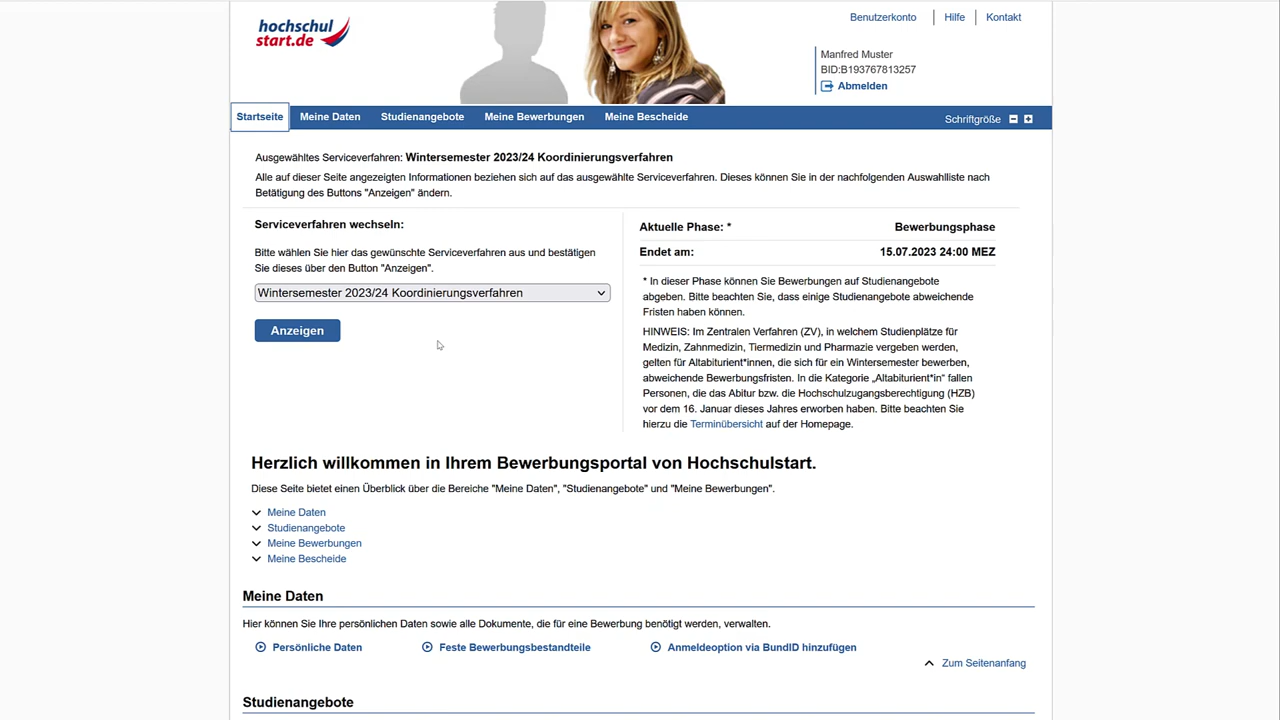 hochschul
start.de
Benutzerkonto
Hilfe
Kontakt
Manfred Muster
BID:B193767813257
Abmelden
Startseite
Meine Daten
Studienangebote
Meine Bewerbungen
Meine Bescheide
Schriftgröße
Ausgewähltes Serviceverfahren: Wintersemester 2023/24 Koordinierungsverfahren
Alle auf dieser Seite angezeigten Informationen beziehen sich auf das ausgewählte Serviceverfahren. Dieses können Sie in der nachfolgenden Auswahlliste nach
Betätigung des Buttons "Anzeigen" ändern.
Serviceverfahren wechseln:
Bitte wählen Sie hier das gewünschte Serviceverfahren aus und bestätigen
Sie dieses über den Button "Anzeigen".
Wintersemester 2023/24 Koordinierungsverfahren
Anzeigen
Aktuelle Phase: * Bewerbungsphase
Endet am: 15.07.2023 24:00 MEZ
* In dieser Phase können Sie Bewerbungen auf Studienangebote
abgeben. Bitte beachten Sie, dass einige Studienangebote abweichende
Fristen haben können.
HINWEIS: Im Zentralen Verfahren (ZV), in welchem Studienplätze für
Medizin, Zahnmedizin, Tiermedizin und Pharmazie vergeben werden,
gelten für Altabiturient*innen, die sich für ein Wintersemester bewerben,
abweichende Bewerbungsfristen. In die Kategorie „Altabiturient*in“ fallen
Personen, die das Abitur bzw. die Hochschulzugangsberechtigung (HZB)
vor dem 16. Januar dieses Jahres erworben haben. Bitte beachten Sie
hierzu die Terminübersicht auf der Homepage.
Herzlich willkommen in Ihrem Bewerbungsportal von Hochschulstart.
Diese Seite bietet einen Überblick über die Bereiche "Meine Daten", "Studienangebote" und "Meine Bewerbungen".
Meine Daten
Studienangebote
Meine Bewerbungen
Meine Bescheide
Meine Daten
Hier können Sie Ihre persönlichen Daten sowie alle Dokumente, die für eine Bewerbung benötigt werden, verwalten.
Persönliche Daten
Feste Bewerbungsbestandteile
Anmeldeoption via BundID hinzufügen
Zum Seitenanfang
Studienangebote